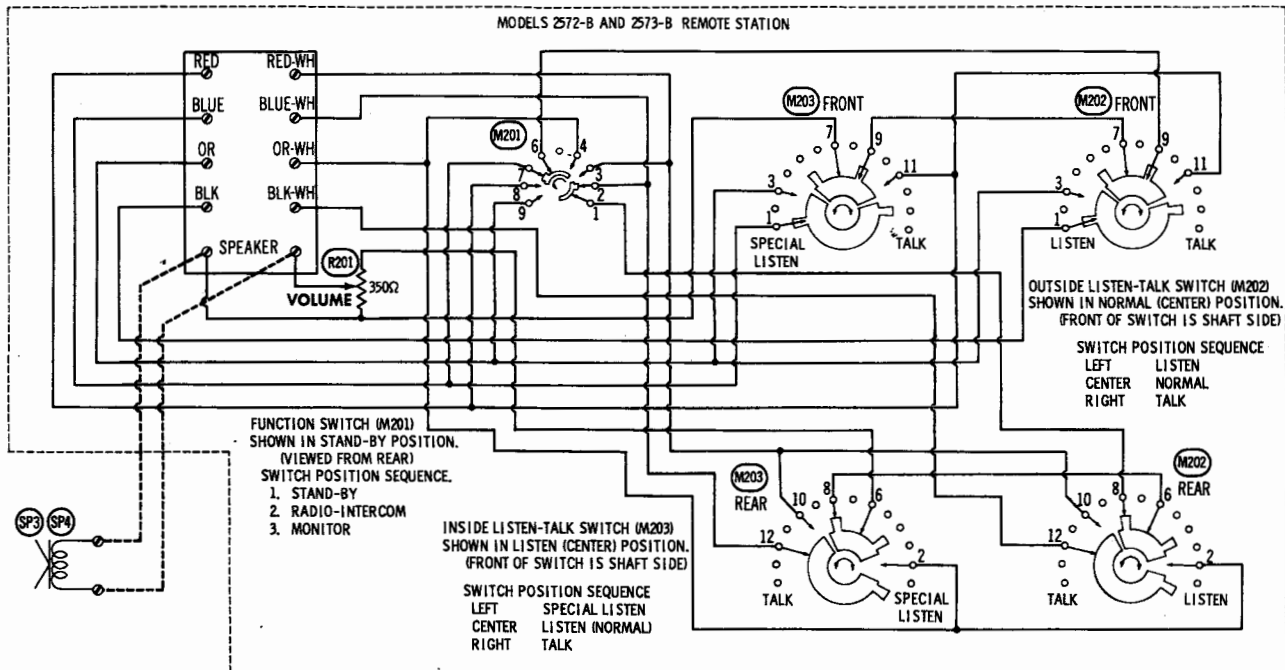 MODELS 2572-B AND 2573-B REMOTE STATION
RED
RED-WH
BLUE
BLUE-WH
OR
OR-WH
BLK
BLK-WH
SPEAKER
R201
VOLUME
350Ω
M201
6
4
7
3
8
2
9
1
M203
FRONT
7
9
3
11
1
SPECIAL
LISTEN
TALK
M202
FRONT
7
9
3
11
1
LISTEN
TALK
OUTSIDE LISTEN-TALK SWITCH (M202)
SHOWN IN NORMAL (CENTER) POSITION.
(FRONT OF SWITCH IS SHAFT SIDE)
SWITCH POSITION SEQUENCE
LEFT LISTEN
CENTER NORMAL
RIGHT TALK
FUNCTION SWITCH (M201)
SHOWN IN STAND-BY POSITION.
(VIEWED FROM REAR)
SWITCH POSITION SEQUENCE.
1. STAND-BY
2. RADIO-INTERCOM
3. MONITOR
SP3
SP4
INSIDE LISTEN-TALK SWITCH (M203)
SHOWN IN LISTEN (CENTER) POSITION.
(FRONT OF SWITCH IS SHAFT SIDE)
SWITCH POSITION SEQUENCE
LEFT SPECIAL LISTEN
CENTER LISTEN (NORMAL)
RIGHT TALK
M203
REAR
8
6
10
12
2
TALK
SPECIAL
LISTEN
M202
REAR
8
6
10
12
2
TALK
LISTEN